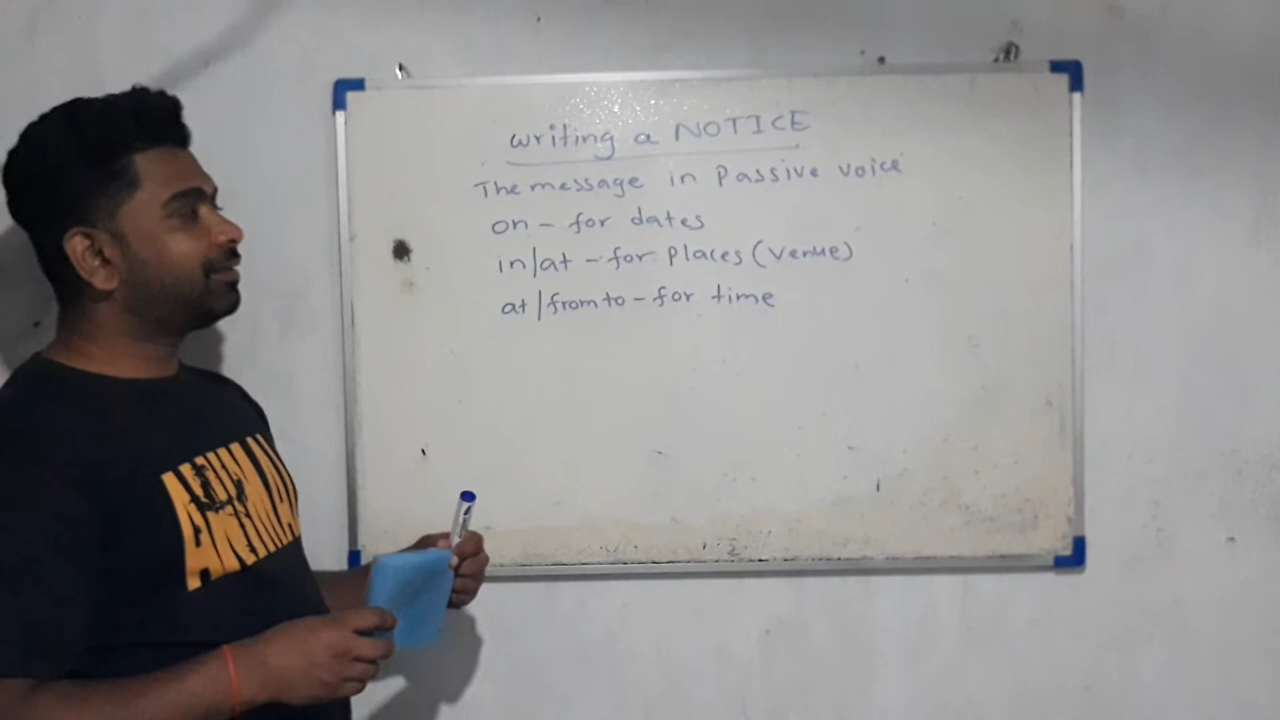 writing a NOTICE
The message in Passive voice
on - for dates
in/at - for places (venue)
at/from to - for time
ANIMAL